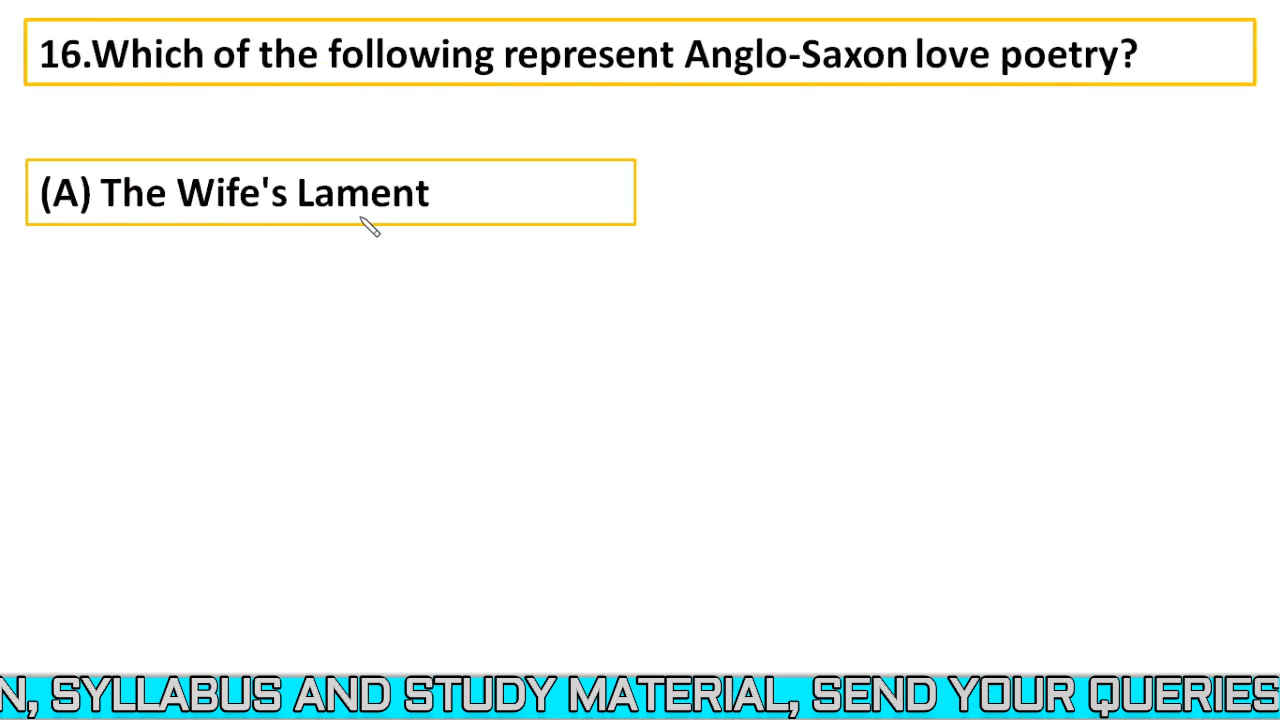 16.Which of the following represent Anglo-Saxon love poetry?
(A) The Wife's Lament
N, SYLLABUS AND STUDY MATERIAL, SEND YOUR QUERIES